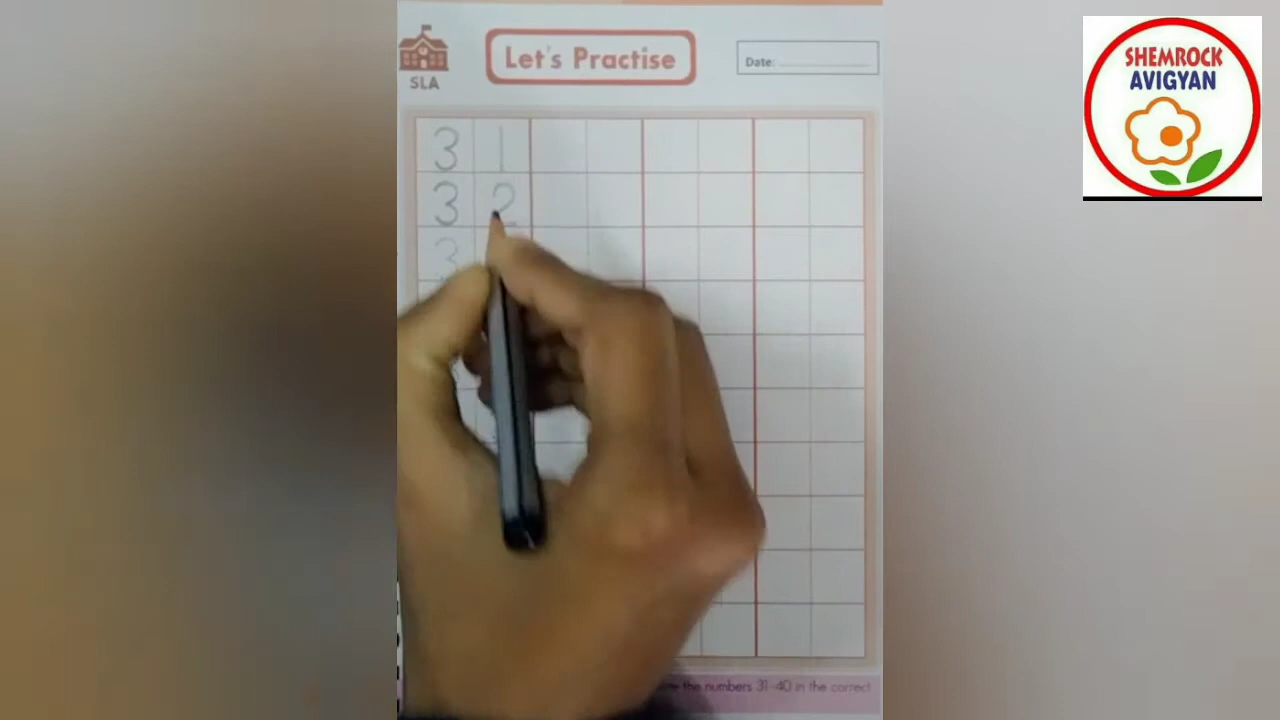 SHEMROCK
AVIGYAN
SLA
Let's Practise
Date:
3 1
3 2
3
the numbers 31-40 in the correct